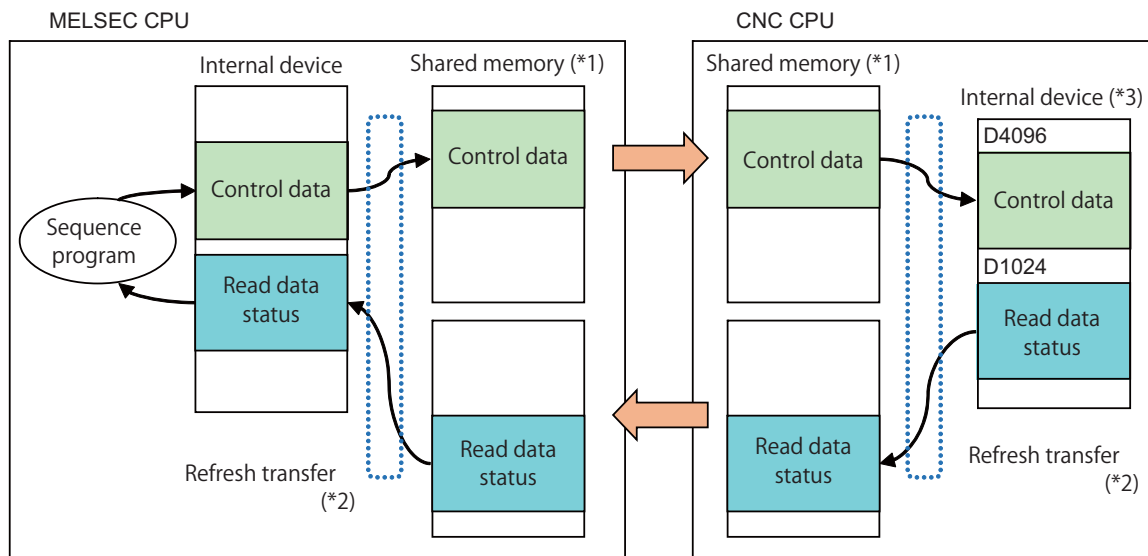 MELSEC CPU
Internal device
Shared memory (*1)
Control data
Control data
Sequence
program
Read data
status
Read data
status
Refresh transfer
(*2)
CNC CPU
Shared memory (*1)
Internal device (*3)
D4096
Control data
Control data
D1024
Read data
status
Read data
status
Refresh transfer
(*2)